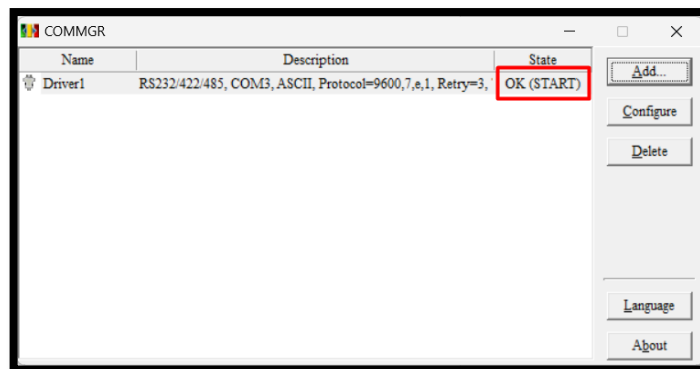 COMMGR
Name Description State
Driver1 RS232/422/485, COM3, ASCII, Protocol=9600,7,e,1, Retry=3, OK (START)
Add...
Configure
Delete
Language
About